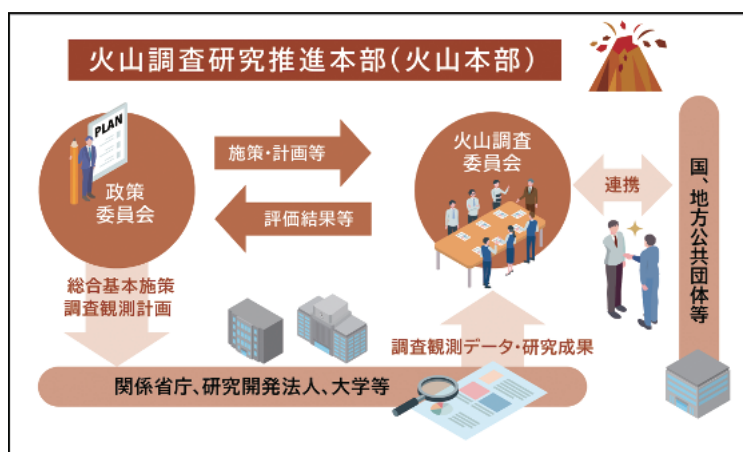 火山調査研究推進本部(火山本部)
PLAN
政策
委員会
施策・計画等
評価結果等
火山調査
委員会
連携
国、地方公共団体等
総合基本施策
調査観測計画
調査観測データ・研究成果
関係省庁、研究開発法人、大学等